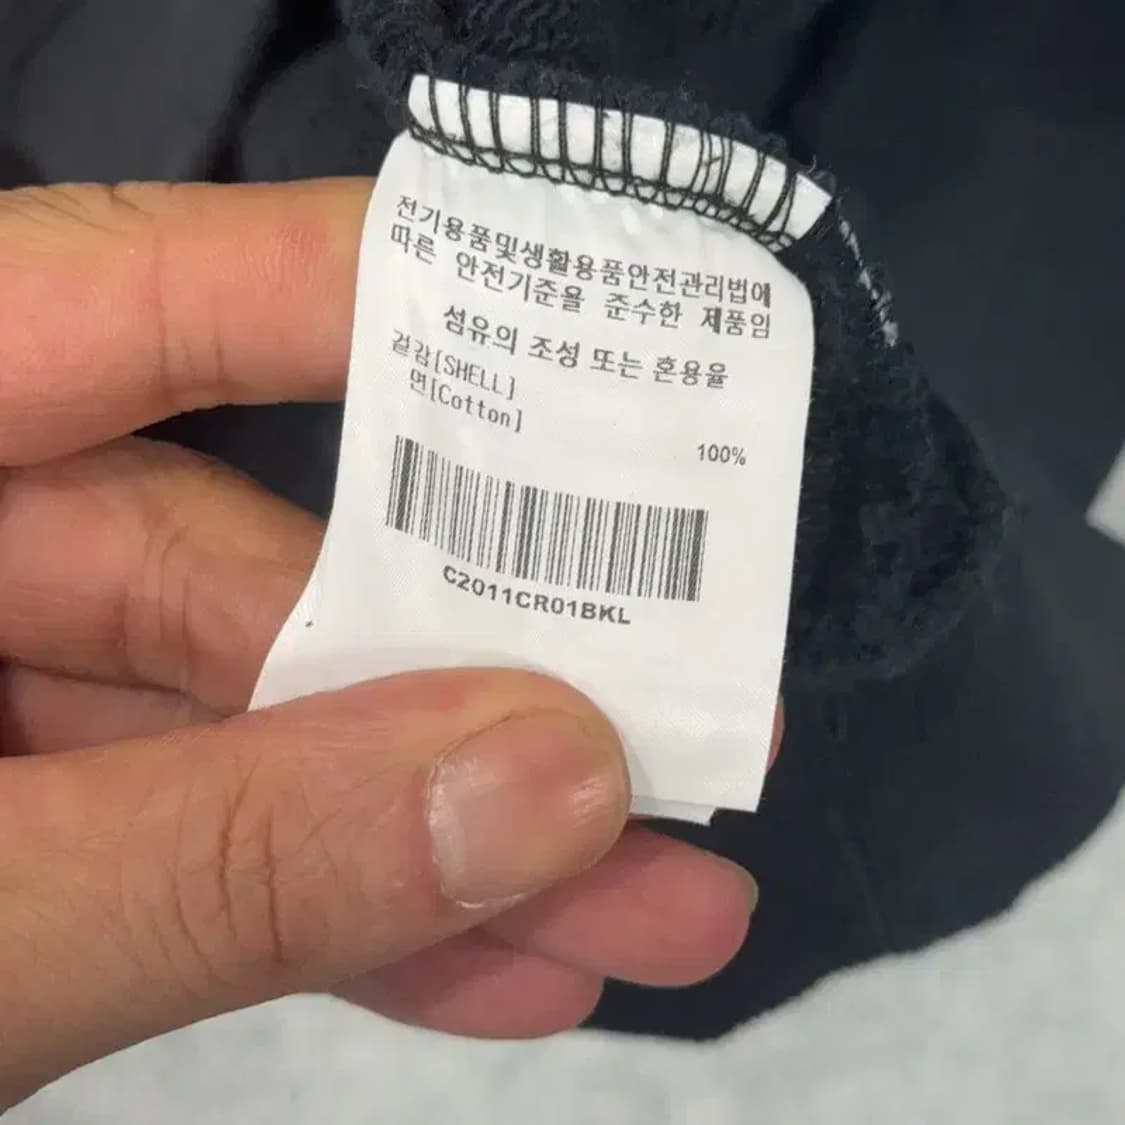 전기용품및생활용품안전관리법에
따른 안전기준을 준수한 제품임
섬유의 조성 또는 혼용율
겉감[SHELL]
면[Cotton]
100%
C2011CR01BKL